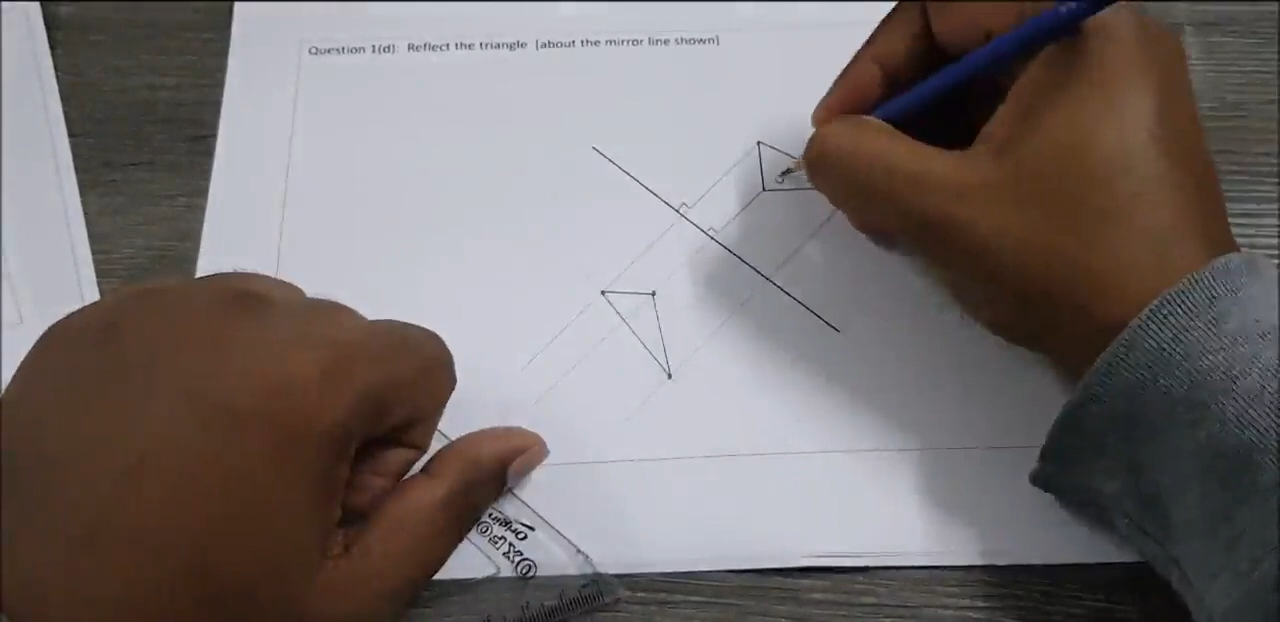 Question 1(d): Reflect the triangle [about the mirror line shown]
OXFO
Origin